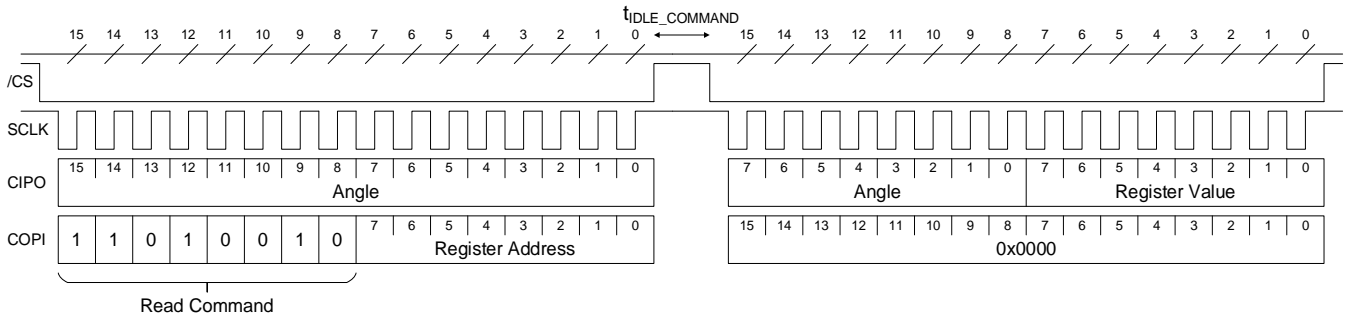 t_IDLE_COMMAND
15 14 13 12 11 10 9 8 7 6 5 4 3 2 1 0 15 14 13 12 11 10 9 8 7 6 5 4 3 2 1 0
/CS
SCLK
15 14 13 12 11 10 9 8 7 6 5 4 3 2 1 0 7 6 5 4 3 2 1 0 7 6 5 4 3 2 1 0
CIPO
Angle Angle Register Value
7 6 5 4 3 2 1 0 15 14 13 12 11 10 9 8 7 6 5 4 3 2 1 0
COPI 1 1 0 1 0 0 1 0
Register Address 0x0000
Read Command